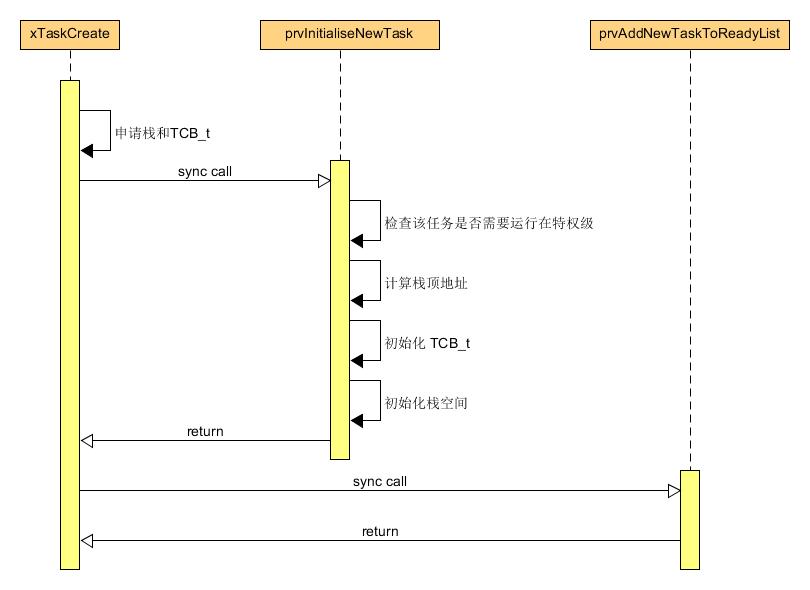 xTaskCreate
prvInitialiseNewTask
prvAddNewTaskToReadyList
申请栈和TCB_t
sync call
检查该任务是否需要运行在特权级
计算栈顶地址
初始化 TCB_t
初始化栈空间
return
sync call
return